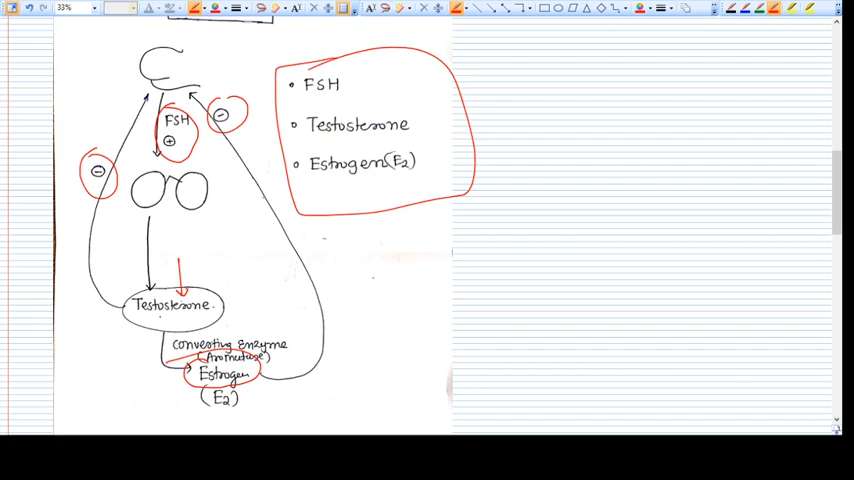 33%
FSH
⊕
⊖
⊖
Testosterone
Converting Enzyme
(Aromatase)
Estrogen
(E2)
• FSH
• Testosterone
• Estrogen (E2)